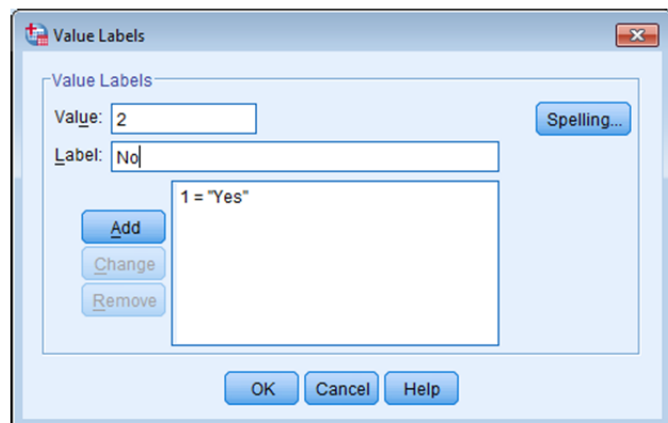 Value Labels
Value Labels
Value: 2
Spelling...
Label: No
1 = "Yes"
Add
Change
Remove
OK Cancel Help